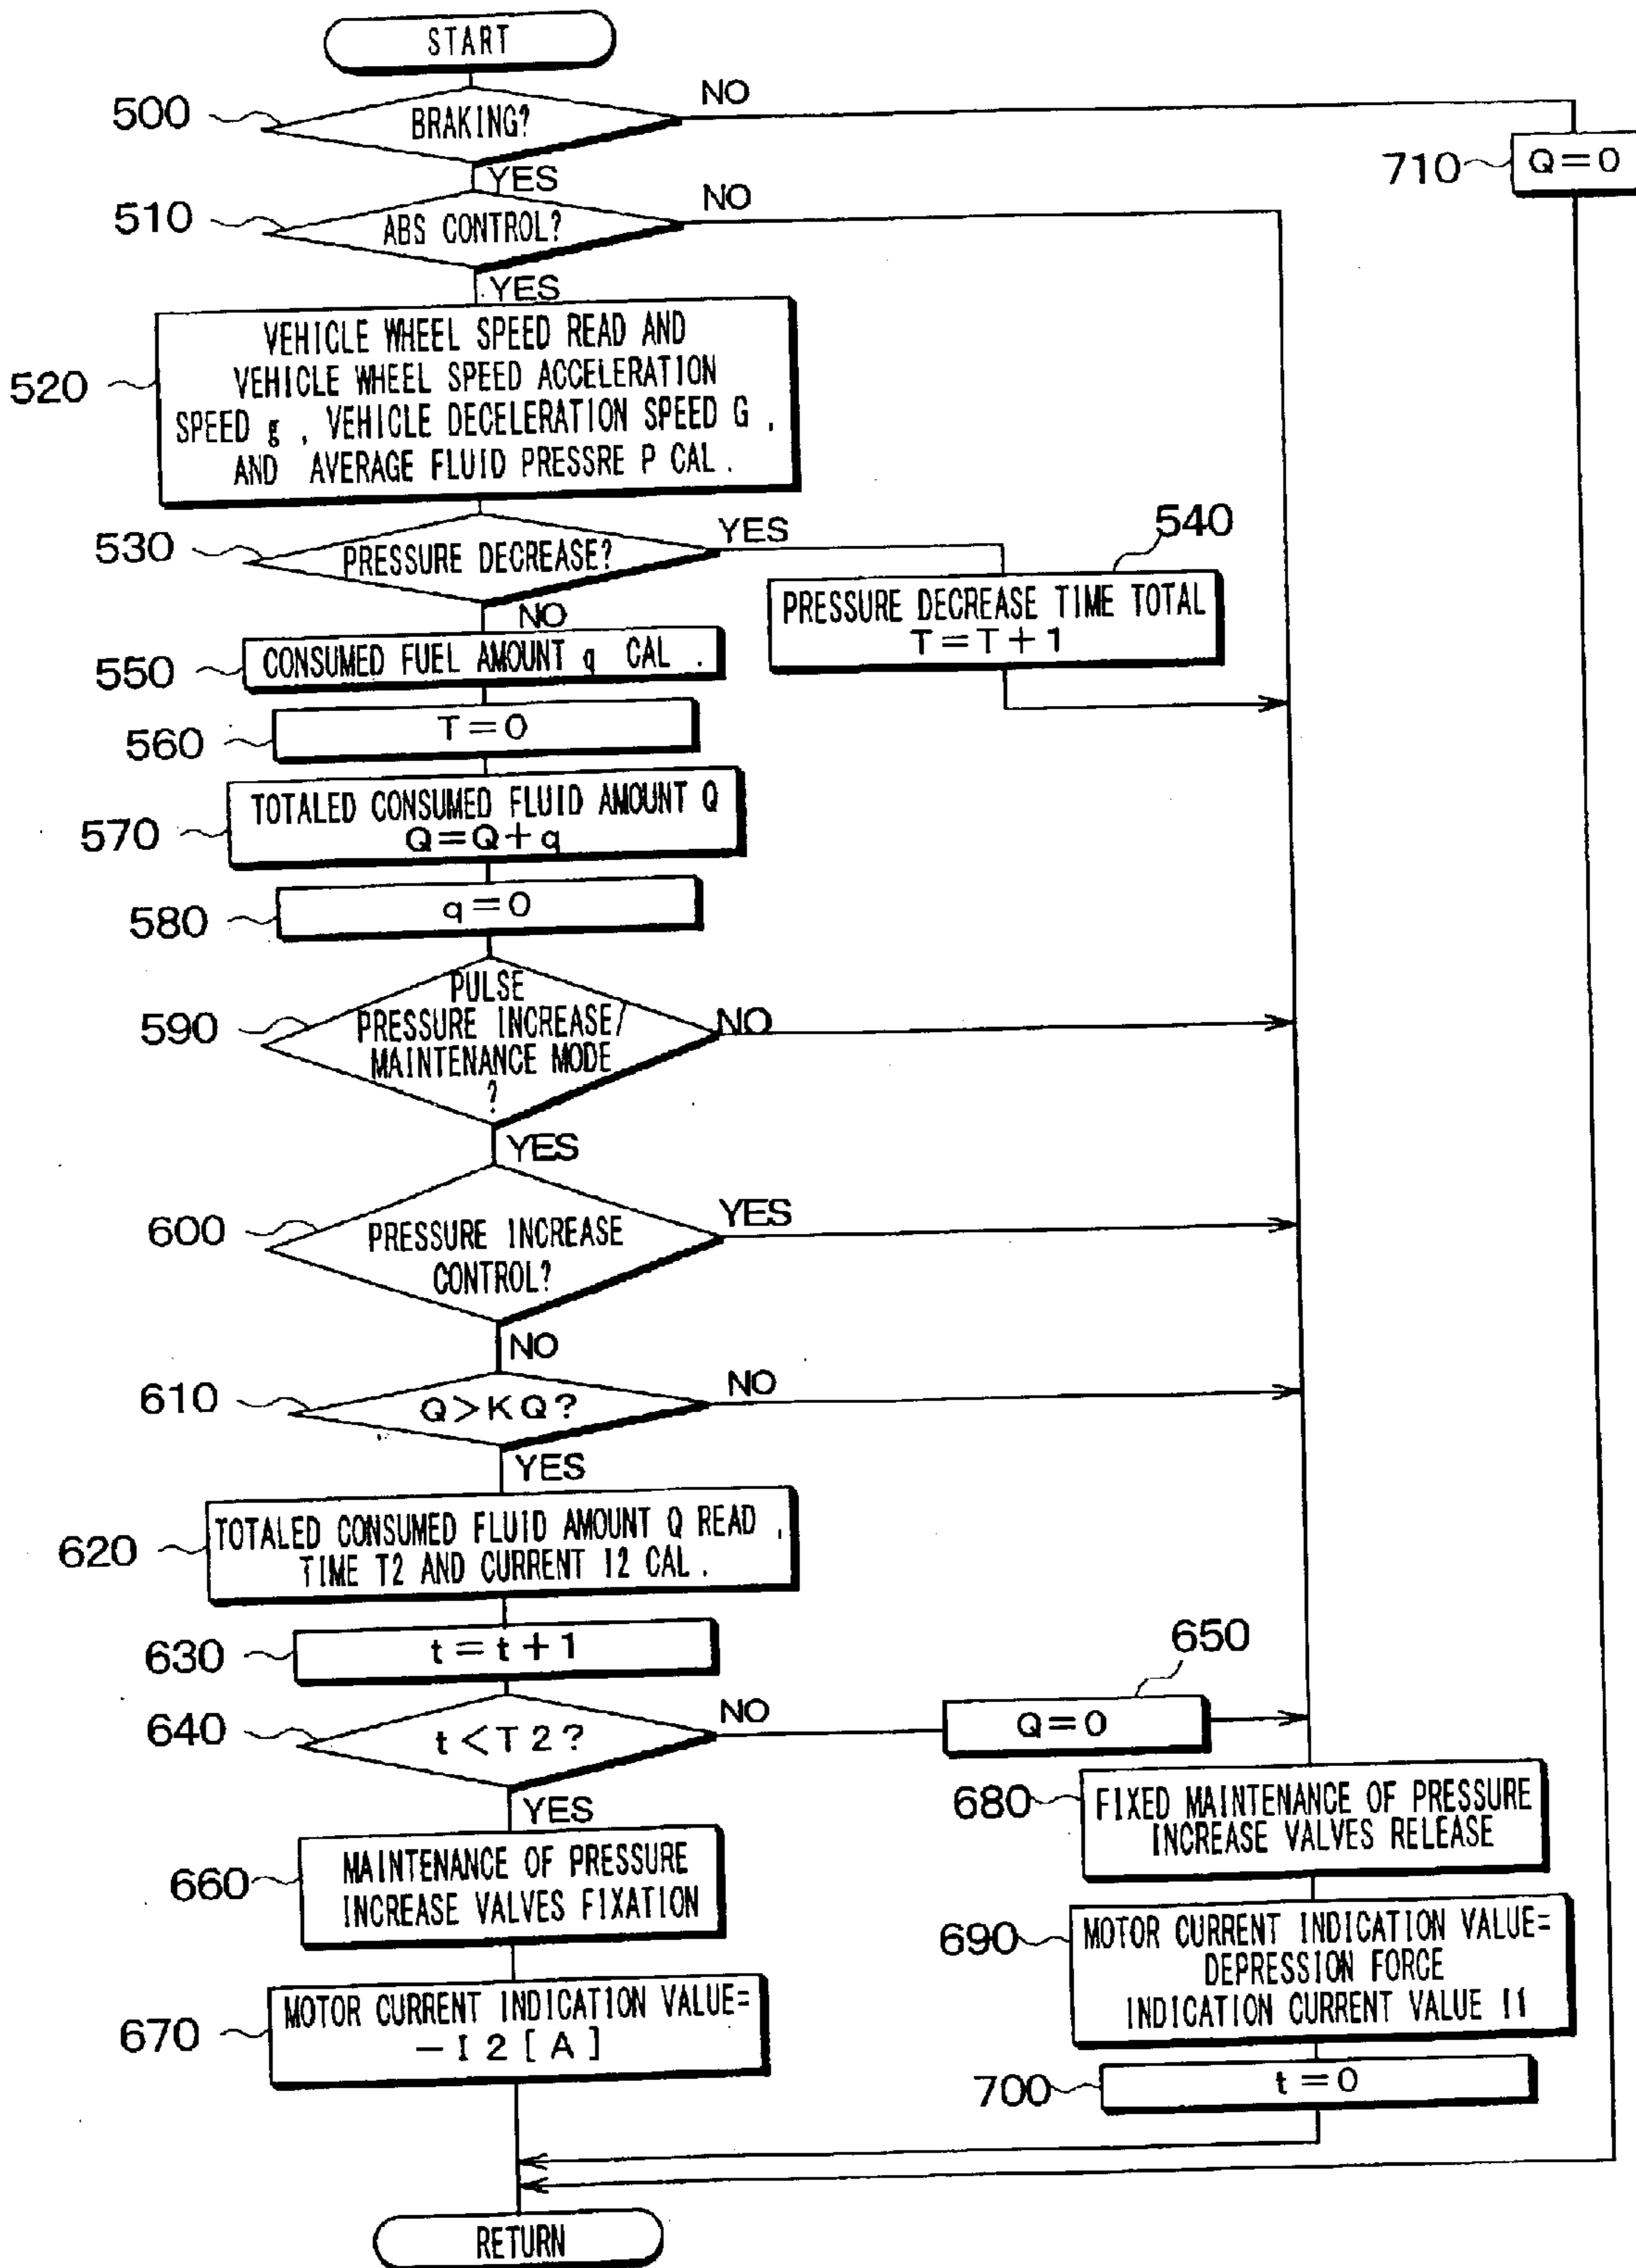 START
500
BRAKING?
NO
YES
710
Q=0
510
ABS CONTROL?
NO
YES
520
VEHICLE WHEEL SPEED READ AND
VEHICLE WHEEL SPEED ACCELERATION
SPEED g , VEHICLE DECELERATION SPEED G ,
AND AVERAGE FLUID PRESSRE P CAL .
530
PRESSURE DECREASE?
YES
NO
540
PRESSURE DECREASE TIME TOTAL
T=T+1
550
CONSUMED FUEL AMOUNT q CAL .
560
T=0
570
TOTALED CONSUMED FLUID AMOUNT Q
Q=Q+q
580
q=0
590
PULSE
PRESSURE INCREASE/
MAINTENANCE MODE
?
NO
YES
600
PRESSURE INCREASE
CONTROL?
YES
NO
610
Q>KQ?
NO
YES
620
TOTALED CONSUMED FLUID AMOUNT Q READ ,
TIME T2 AND CURRENT I2 CAL .
630
t=t+1
640
t<T2?
NO
YES
650
Q=0
660
MAINTENANCE OF PRESSURE
INCREASE VALVES FIXATION
670
MOTOR CURRENT INDICATION VALUE=
-I2[A]
680
FIXED MAINTENANCE OF PRESSURE
INCREASE VALVES RELEASE
690
MOTOR CURRENT INDICATION VALUE=
DEPRESSION FORCE
INDICATION CURRENT VALUE I1
700
t=0
RETURN